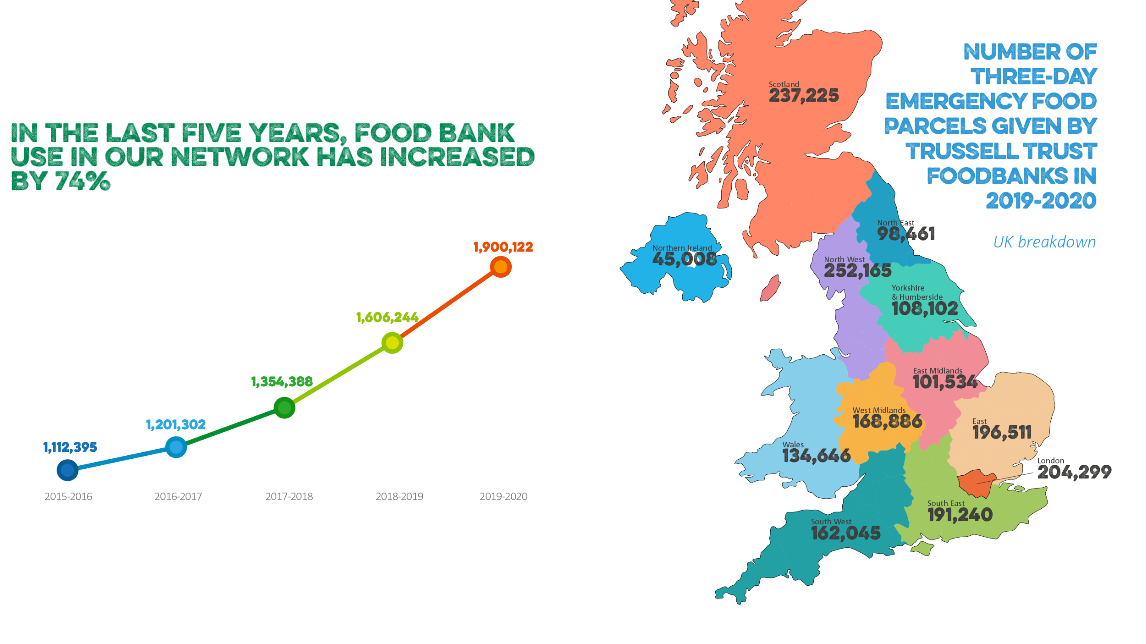 IN THE LAST FIVE YEARS, FOOD BANK
USE IN OUR NETWORK HAS INCREASED
BY 74%
1,900,122
1,606,244
1,354,388
1,201,302
1,112,395
2015-2016
2016-2017
2017-2018
2018-2019
2019-2020
NUMBER OF
THREE-DAY
EMERGENCY FOOD
PARCELS GIVEN BY
TRUSSELL TRUST
FOODBANKS IN
2019-2020
UK breakdown
Scotland
237,225
North East
98,461
Northern Ireland
45,008
North West
252,165
Yorkshire
& Humberside
108,102
East Midlands
101,534
West Midlands
168,886
East
196,511
Wales
134,646
London
204,299
South East
191,240
South West
162,045